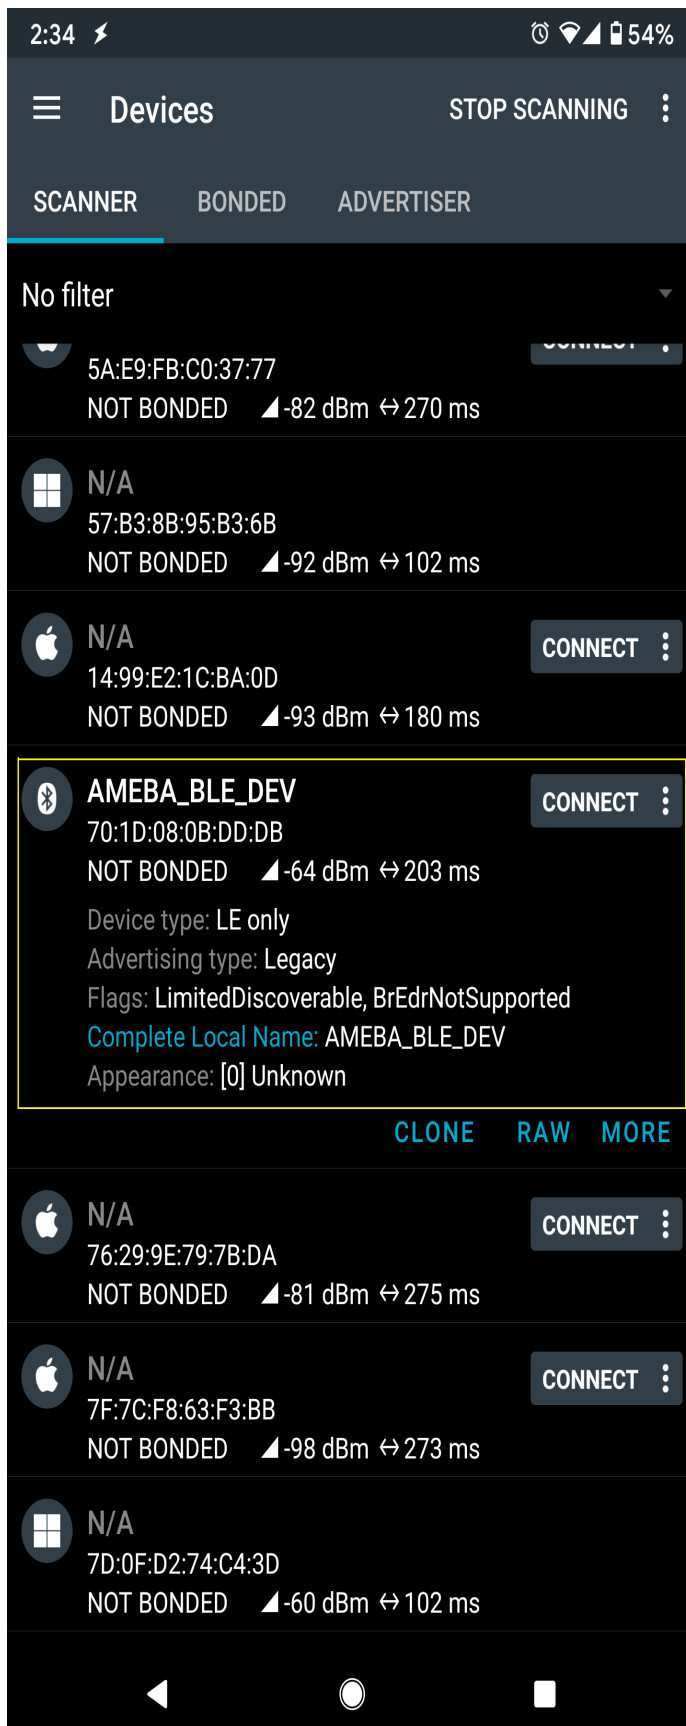 2:34 54%
Devices STOP SCANNING
SCANNER BONDED ADVERTISER
No filter
CONNECT
5A:E9:FB:C0:37:77
NOT BONDED -82 dBm ↔ 270 ms
N/A
57:B3:8B:95:B3:6B
NOT BONDED -92 dBm ↔ 102 ms
N/A CONNECT
14:99:E2:1C:BA:0D
NOT BONDED -93 dBm ↔ 180 ms
AMEBA_BLE_DEV CONNECT
70:1D:08:0B:DD:DB
NOT BONDED -64 dBm ↔ 203 ms
Device type: LE only
Advertising type: Legacy
Flags: LimitedDiscoverable, BrEdrNotSupported
Complete Local Name: AMEBA_BLE_DEV
Appearance: [0] Unknown
CLONE RAW MORE
N/A CONNECT
76:29:9E:79:7B:DA
NOT BONDED -81 dBm ↔ 275 ms
N/A CONNECT
7F:7C:F8:63:F3:BB
NOT BONDED -98 dBm ↔ 273 ms
N/A
7D:0F:D2:74:C4:3D
NOT BONDED -60 dBm ↔ 102 ms